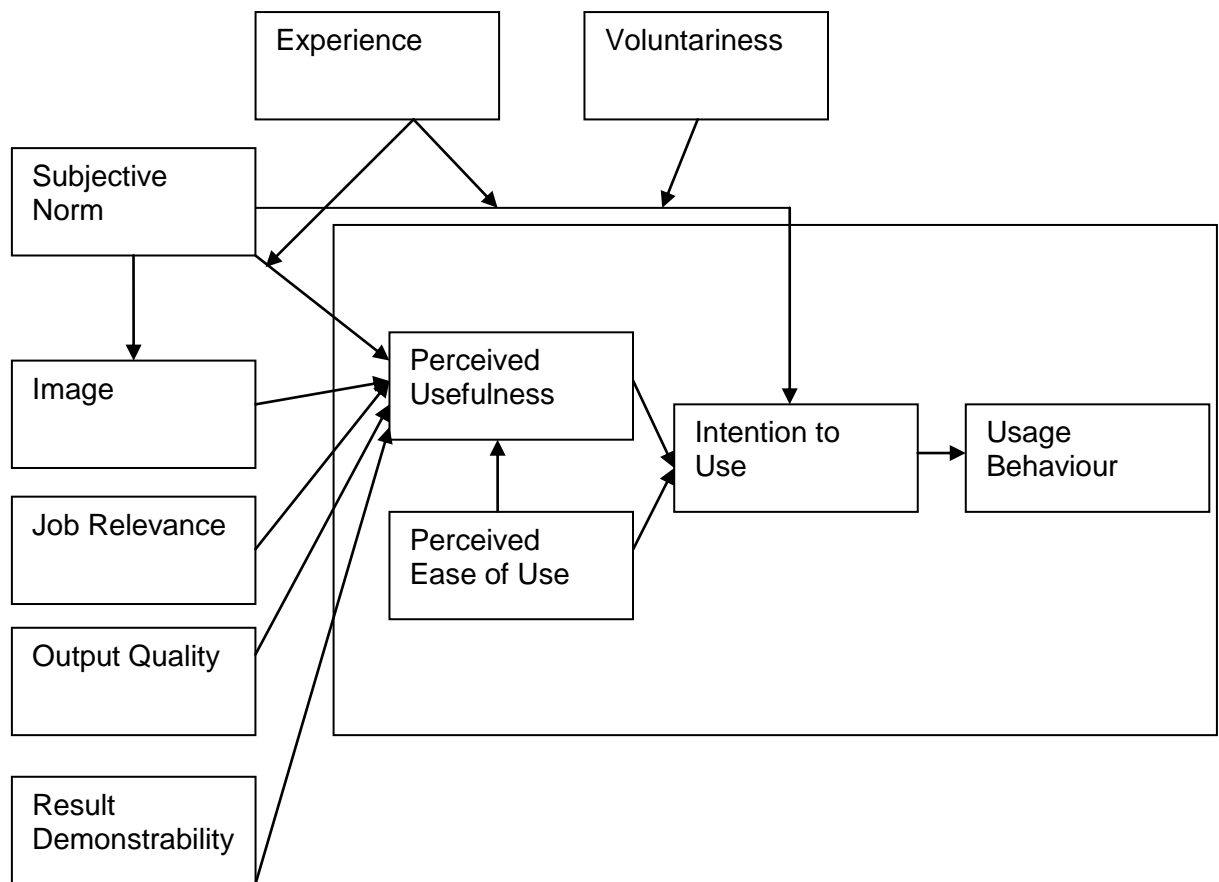 Experience
Voluntariness
Subjective
Norm
Image
Perceived
Usefulness
Intention to
Use
Usage
Behaviour
Job Relevance
Perceived
Ease of Use
Output Quality
Result
Demonstrability